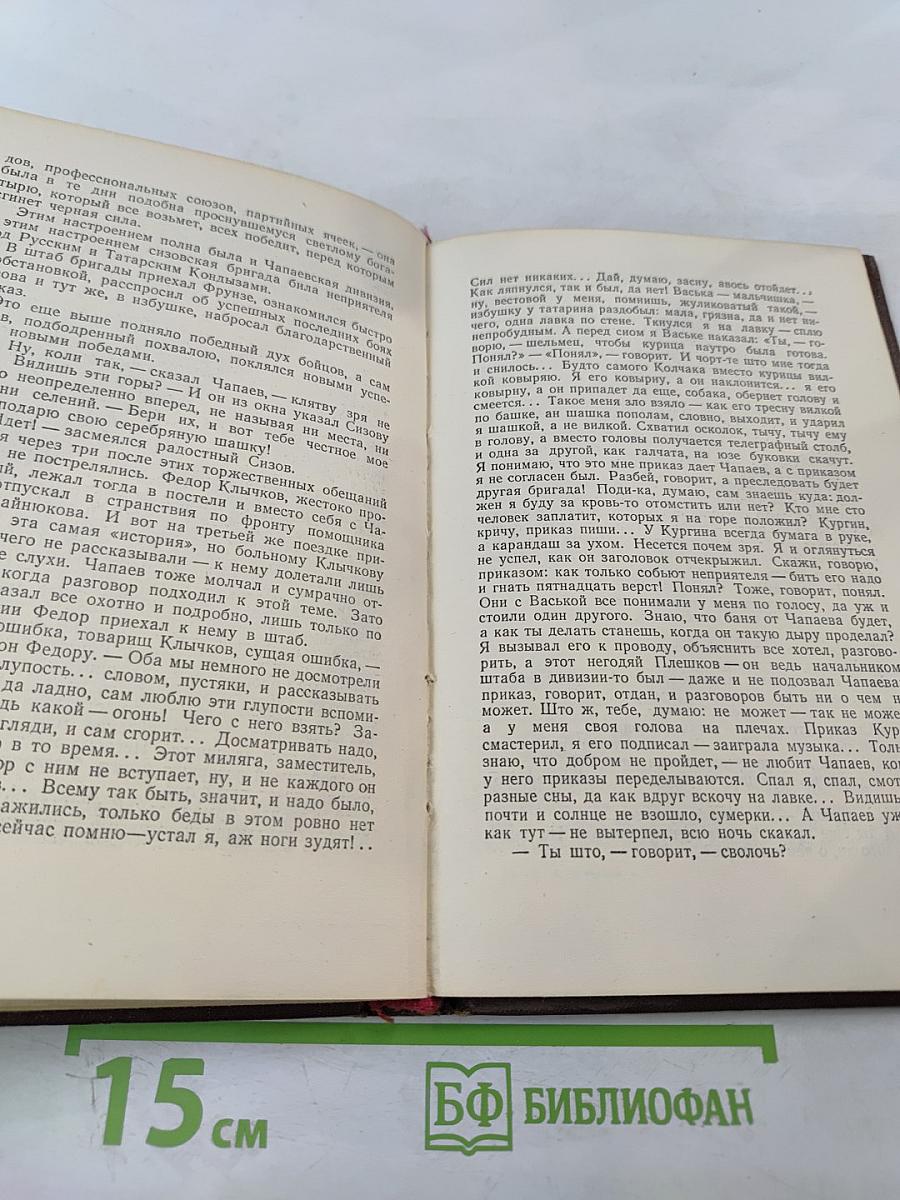 дов, профессиональных союзов, партийных ячеек, — она
была в те дни подобна проснувшемуся светлому бога-
тырю, который все возьмет, всех победит, перед которым
сгинет черная сила.
Этим настроением полна была и Чапаевская дивизия,
этим настроением сизовская бригада била неприятеля
д Русским и Татарским Кондызами.
В штаб бригады приехал Фрунзе, ознакомился быстро
обстановкой, расспросил об успешных последних боях
ова и тут же, в избушке, набросал благодарственный
каз.
Это еще выше подняло победный дух бойцов, а сам
в, подбодренный похвалою, поклялся новыми успе-
новыми победами.
Ну, коли так, — сказал Чапаев, — клятву зря не
Видишь эти горы? — И он из окна указал Сизову
о неопределенно вперед, не называя ни места, ни
ни селений. — Бери их, и вот тебе честное мое
подарю свою серебряную шашку!
Идет! — засмеялся радостный Сизов.
я через три после этих торжественных обещаний
не пострелялись. Федор Клычков, жестоко про-
ый, лежал тогда в постели и вместо себя с Ча-
отпускал в странствия по фронту помощника
айнюкова. И вот на третьей же поездке при-
эта самая «история», но больному Клычкову
чего не рассказывали — к нему долетали лишь
е слухи. Чапаев тоже молчал и сумрачно от-
когда разговор подходил к этой теме. Зато
казал все охотно и подробно, лишь только по
ии Федор приехал к нему в штаб.
ошибка, товарищ Клычков, сущая ошибка, —
он Федору. — Оба мы немного не досмотрели
глупость... словом, пустяки, и рассказывать
да ладно, сам люблю эти глупости вспоми-
дь какой — огонь! Чего с него взять? За-
гляди, и сам сгорит... Досматривать надо,
о в то время... Этот миляга, заместитель,
ор с ним не вступает, ну, и не каждого он
в... Всему так быть, значит, и надо было,
ажились, только беды в этом ровно нет
сейчас помню—устал я, аж ноги зудят!..
Сил нет никаких... Дай, думаю, засну, авось отойдет...
Как ляпнулся, так и был, да нет! Васька — мальчишка, —
ну, вестовой у меня, помнишь, жуликоватый такой, —
избушку у татарина раздобыл: мала, грязна, да и нет ни-
чего, одна лавка по стене. Ткнулся я на лавку — сплю
непробудным. А перед сном я Ваське наказал: «Ты, — го-
ворю, — шельмец, чтобы курица наутро была готова.
Понял?» — «Понял», — говорит. И чорт-те што мне тогда
и снилось... Будто самого Колчака вместо курицы вил-
кой ковыряю. Я его ковырну, а он наклонится... я его
ковырну, а он припадет да еще, собака, обернет голову и
смеется... Такое меня зло взяло — как его тресну вилкой
по башке, ан шашка пополам, словно, выходит, и ударил
я шашкой, а не вилкой. Схватил осколок, тычу, тычу ему
в голову, а вместо головы получается телеграфный столб,
и одна за другой, как галчата, на юзе буковки скачут.
Я понимаю, что это мне приказ дает Чапаев, а с приказом
я не согласен был. Разбей, говорит, а преследовать будет
другая бригада! Поди-ка, думаю, сам знаешь куда: дол-
жен я буду за кровь-то отомстить или нет? Кто мне сто
человек заплатит, которых я на горе положил? Кургин,
кричу, приказ пиши... У Кургина всегда бумага в руке,
а карандаш за ухом. Несется почем зря. Я и оглянуться
не успел, как он заголовок отчекрыжил. Скажи, говорю,
приказом: как только собьют неприятеля — бить его надо
и гнать пятнадцать верст! Понял? Тоже, говорит, понял.
Они с Васькой все понимали у меня по голосу, да уж и
стоили один другого. Знаю, что баня от Чапаева будет,
а как ты делать станешь, когда он такую дыру проделал?
Я вызывал его к проводу, объяснить все хотел, разгово-
рить, а этот негодяй Плешков — он ведь начальником
штаба в дивизии-то был — даже и не подозвал Чапаева:
приказ, говорит, отдан, и разговоров быть ни о чем н
может. Што ж, тебе, думаю: не может — так не може
а у меня своя голова на плечах. Приказ Кур
смастерил, я его подписал — заиграла музыка... Толь
знаю, что добром не пройдет, — не любит Чапаев, ко
у него приказы переделываются. Спал я, спал, смот
разные сны, да как вдруг вскочу на лавке... Видишь
почти и солнце не взошло, сумерки... А Чапаев уж
как тут — не вытерпел, всю ночь скакал.
— Ты што, — говорит, — сволочь?
15 см
БФ БИБЛИОФАН